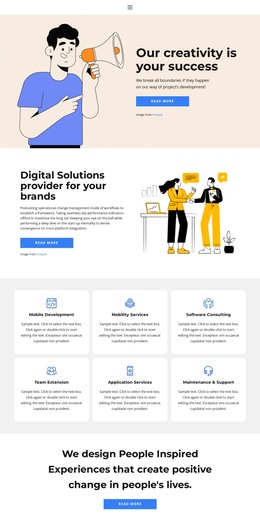 Our creativity is
your success
We break all boundaries if they happen
on our way of project's development!
READ MORE
Image from Freepik
Digital Solutions
provider for your
brands
Podcasting operational change management inside of workflows to
establish a framework. Taking seamless key performance indicators
offline to maximise the long tail. Keeping your eye on the ball while
performing a deep dive on the start-up mentality to derive
convergence on cross-platform integration.
READ MORE
Image from Freepik
Mobile Development
Sample text. Click to select the text box.
Click again or double click to start
editing the text. Excepteur sint occaecat
cupidatat non proident.
Mobility Services
Sample text. Click to select the text box.
Click again or double click to start
editing the text. Excepteur sint occaecat
cupidatat non proident.
Software Consulting
Sample text. Click to select the text box.
Click again or double click to start
editing the text. Excepteur sint occaecat
cupidatat non proident.
Team Extension
Sample text. Click to select the text box.
Click again or double click to start
editing the text. Excepteur sint occaecat
cupidatat non proident.
Application Services
Sample text. Click to select the text box.
Click again or double click to start
editing the text. Excepteur sint occaecat
cupidatat non proident.
Maintenance & Support
Sample text. Click to select the text box.
Click again or double click to start
editing the text. Excepteur sint occaecat
cupidatat non proident.
We design People Inspired
Experiences that create positive
change in people's lives.
READ MORE